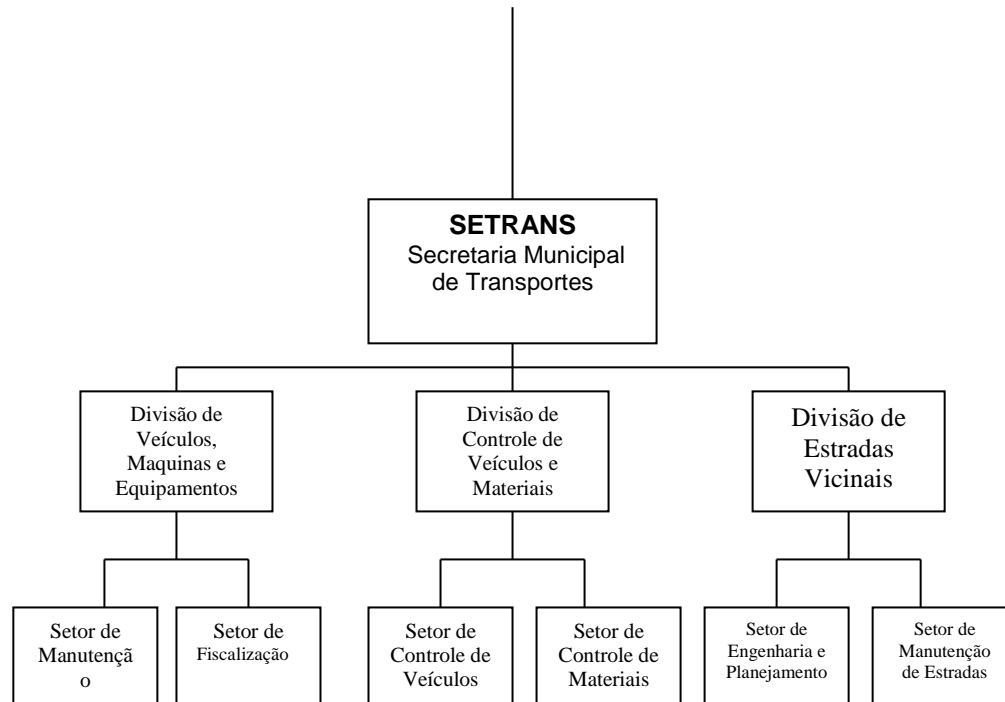 SETRANS
Secretaria Municipal
de Transportes
Divisão de
Veículos,
Maquinas e
Equipamentos
Divisão de
Controle de
Veículos e
Materiais
Divisão de
Estradas
Vicinais
Setor de
Manutençã
o
Setor de
Fiscalização
Setor de
Controle de
Veículos
Setor de
Controle de
Materiais
Setor de
Engenharia e
Planejamento
Setor de
Manutenção
de Estradas